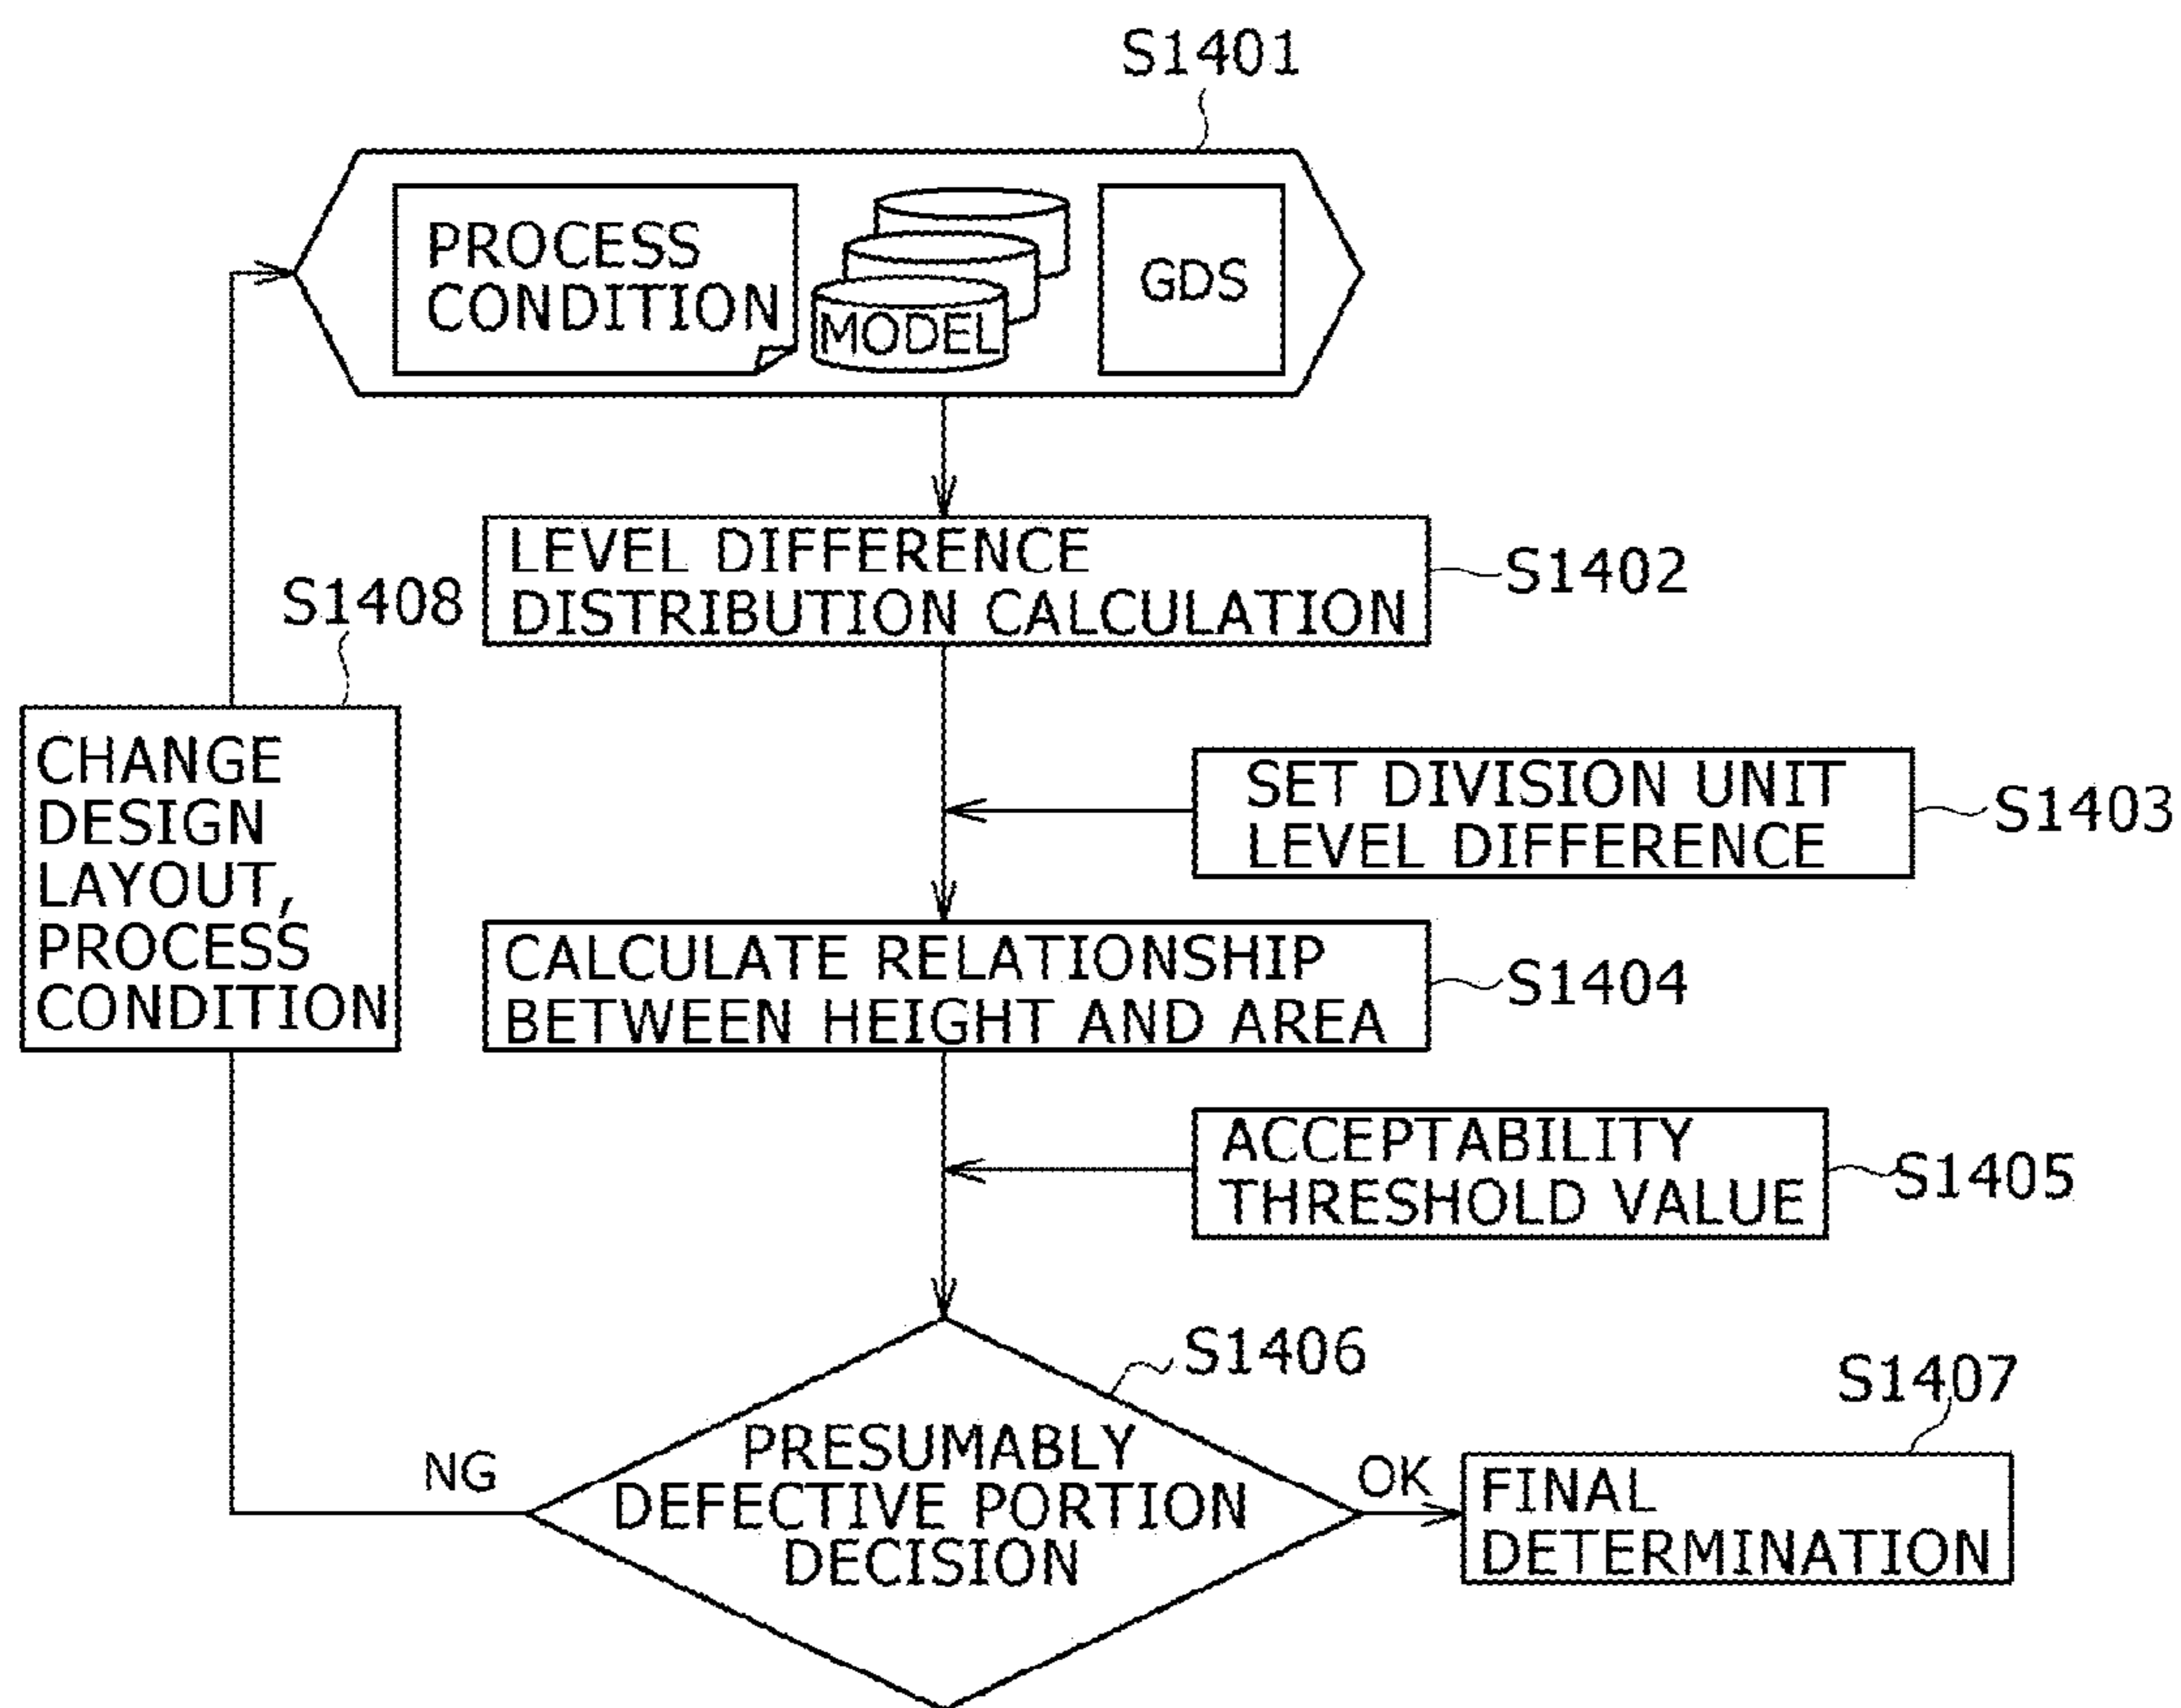 S1401
PROCESS
CONDITION
MODEL
GDS
LEVEL DIFFERENCE
DISTRIBUTION CALCULATION
S1402
S1408
CHANGE
DESIGN
LAYOUT,
PROCESS
CONDITION
SET DIVISION UNIT
LEVEL DIFFERENCE
S1403
CALCULATE RELATIONSHIP
BETWEEN HEIGHT AND AREA
S1404
ACCEPTABILITY
THRESHOLD VALUE
S1405
S1406
PRESUMABLY
DEFECTIVE PORTION
DECISION
NG
OK
S1407
FINAL
DETERMINATION